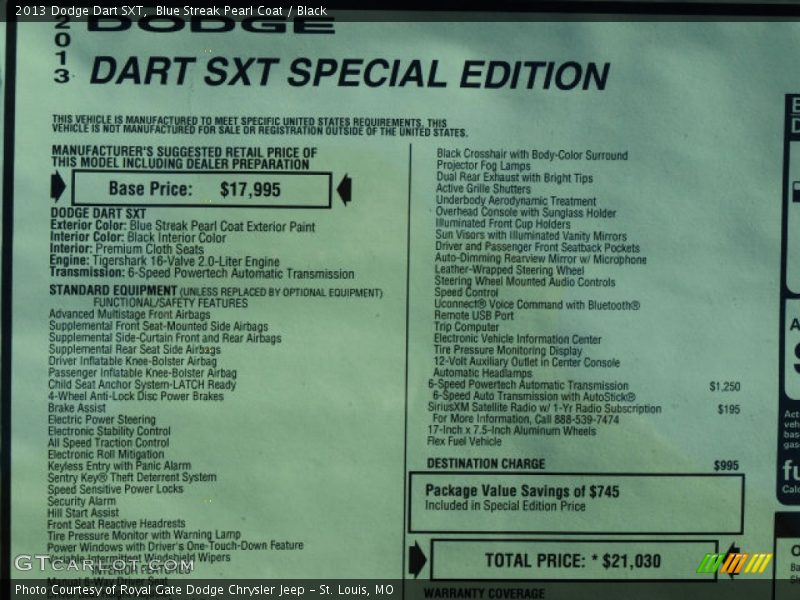 2013 Dodge Dart SXT, Blue Streak Pearl Coat / Black
2013
DODGE
DART SXT SPECIAL EDITION
THIS VEHICLE IS MANUFACTURED TO MEET SPECIFIC UNITED STATES REQUIREMENTS. THIS
VEHICLE IS NOT MANUFACTURED FOR SALE OR REGISTRATION OUTSIDE OF THE UNITED STATES.
MANUFACTURER'S SUGGESTED RETAIL PRICE OF
THIS MODEL INCLUDING DEALER PREPARATION
Base Price: $17,995
DODGE DART SXT
Exterior Color: Blue Streak Pearl Coat Exterior Paint
Interior Color: Black Interior Color
Interior: Premium Cloth Seats
Engine: Tigershark 16-Valve 2.0-Liter Engine
Transmission: 6-Speed Powertech Automatic Transmission
STANDARD EQUIPMENT (UNLESS REPLACED BY OPTIONAL EQUIPMENT)
FUNCTIONAL/SAFETY FEATURES
Advanced Multistage Front Airbags
Supplemental Front Seat-Mounted Side Airbags
Supplemental Side-Curtain Front and Rear Airbags
Supplemental Rear Seat Side Airbags
Driver Inflatable Knee-Bolster Airbag
Passenger Inflatable Knee-Bolster Airbag
Child Seat Anchor System-LATCH Ready
4-Wheel Anti-Lock Disc Power Brakes
Brake Assist
Electric Power Steering
Electronic Stability Control
All Speed Traction Control
Electronic Roll Mitigation
Keyless Entry with Panic Alarm
Sentry Key® Theft Deterrent System
Speed Sensitive Power Locks
Security Alarm
Hill Start Assist
Front Seat Reactive Headrests
Tire Pressure Monitor with Warning Lamp
Power Windows with Driver's One-Touch-Down Feature
Variable Intermittent Windshield Wipers
INTERIOR FEATURES
Manual 6-Way Driver Seat
Black Crosshair with Body-Color Surround
Projector Fog Lamps
Dual Rear Exhaust with Bright Tips
Active Grille Shutters
Underbody Aerodynamic Treatment
Overhead Console with Sunglass Holder
Illuminated Front Cup Holders
Sun Visors with Illuminated Vanity Mirrors
Driver and Passenger Front Seatback Pockets
Auto-Dimming Rearview Mirror w/ Microphone
Leather-Wrapped Steering Wheel
Steering Wheel Mounted Audio Controls
Speed Control
Uconnect® Voice Command with Bluetooth®
Remote USB Port
Trip Computer
Electronic Vehicle Information Center
Tire Pressure Monitoring Display
12-Volt Auxiliary Outlet in Center Console
Automatic Headlamps
6-Speed Powertech Automatic Transmission $1,250
6-Speed Auto Transmission with AutoStick®
SiriusXM Satellite Radio w/ 1-Yr Radio Subscription $195
For More Information, Call 888-539-7474
17-Inch x 7.5-Inch Aluminum Wheels
Flex Fuel Vehicle
DESTINATION CHARGE $995
Package Value Savings of $745
Included in Special Edition Price
TOTAL PRICE: * $21,030
WARRANTY COVERAGE
GTCARLOT.COM
Photo Courtesy of Royal Gate Dodge Chrysler Jeep – St. Louis, MO